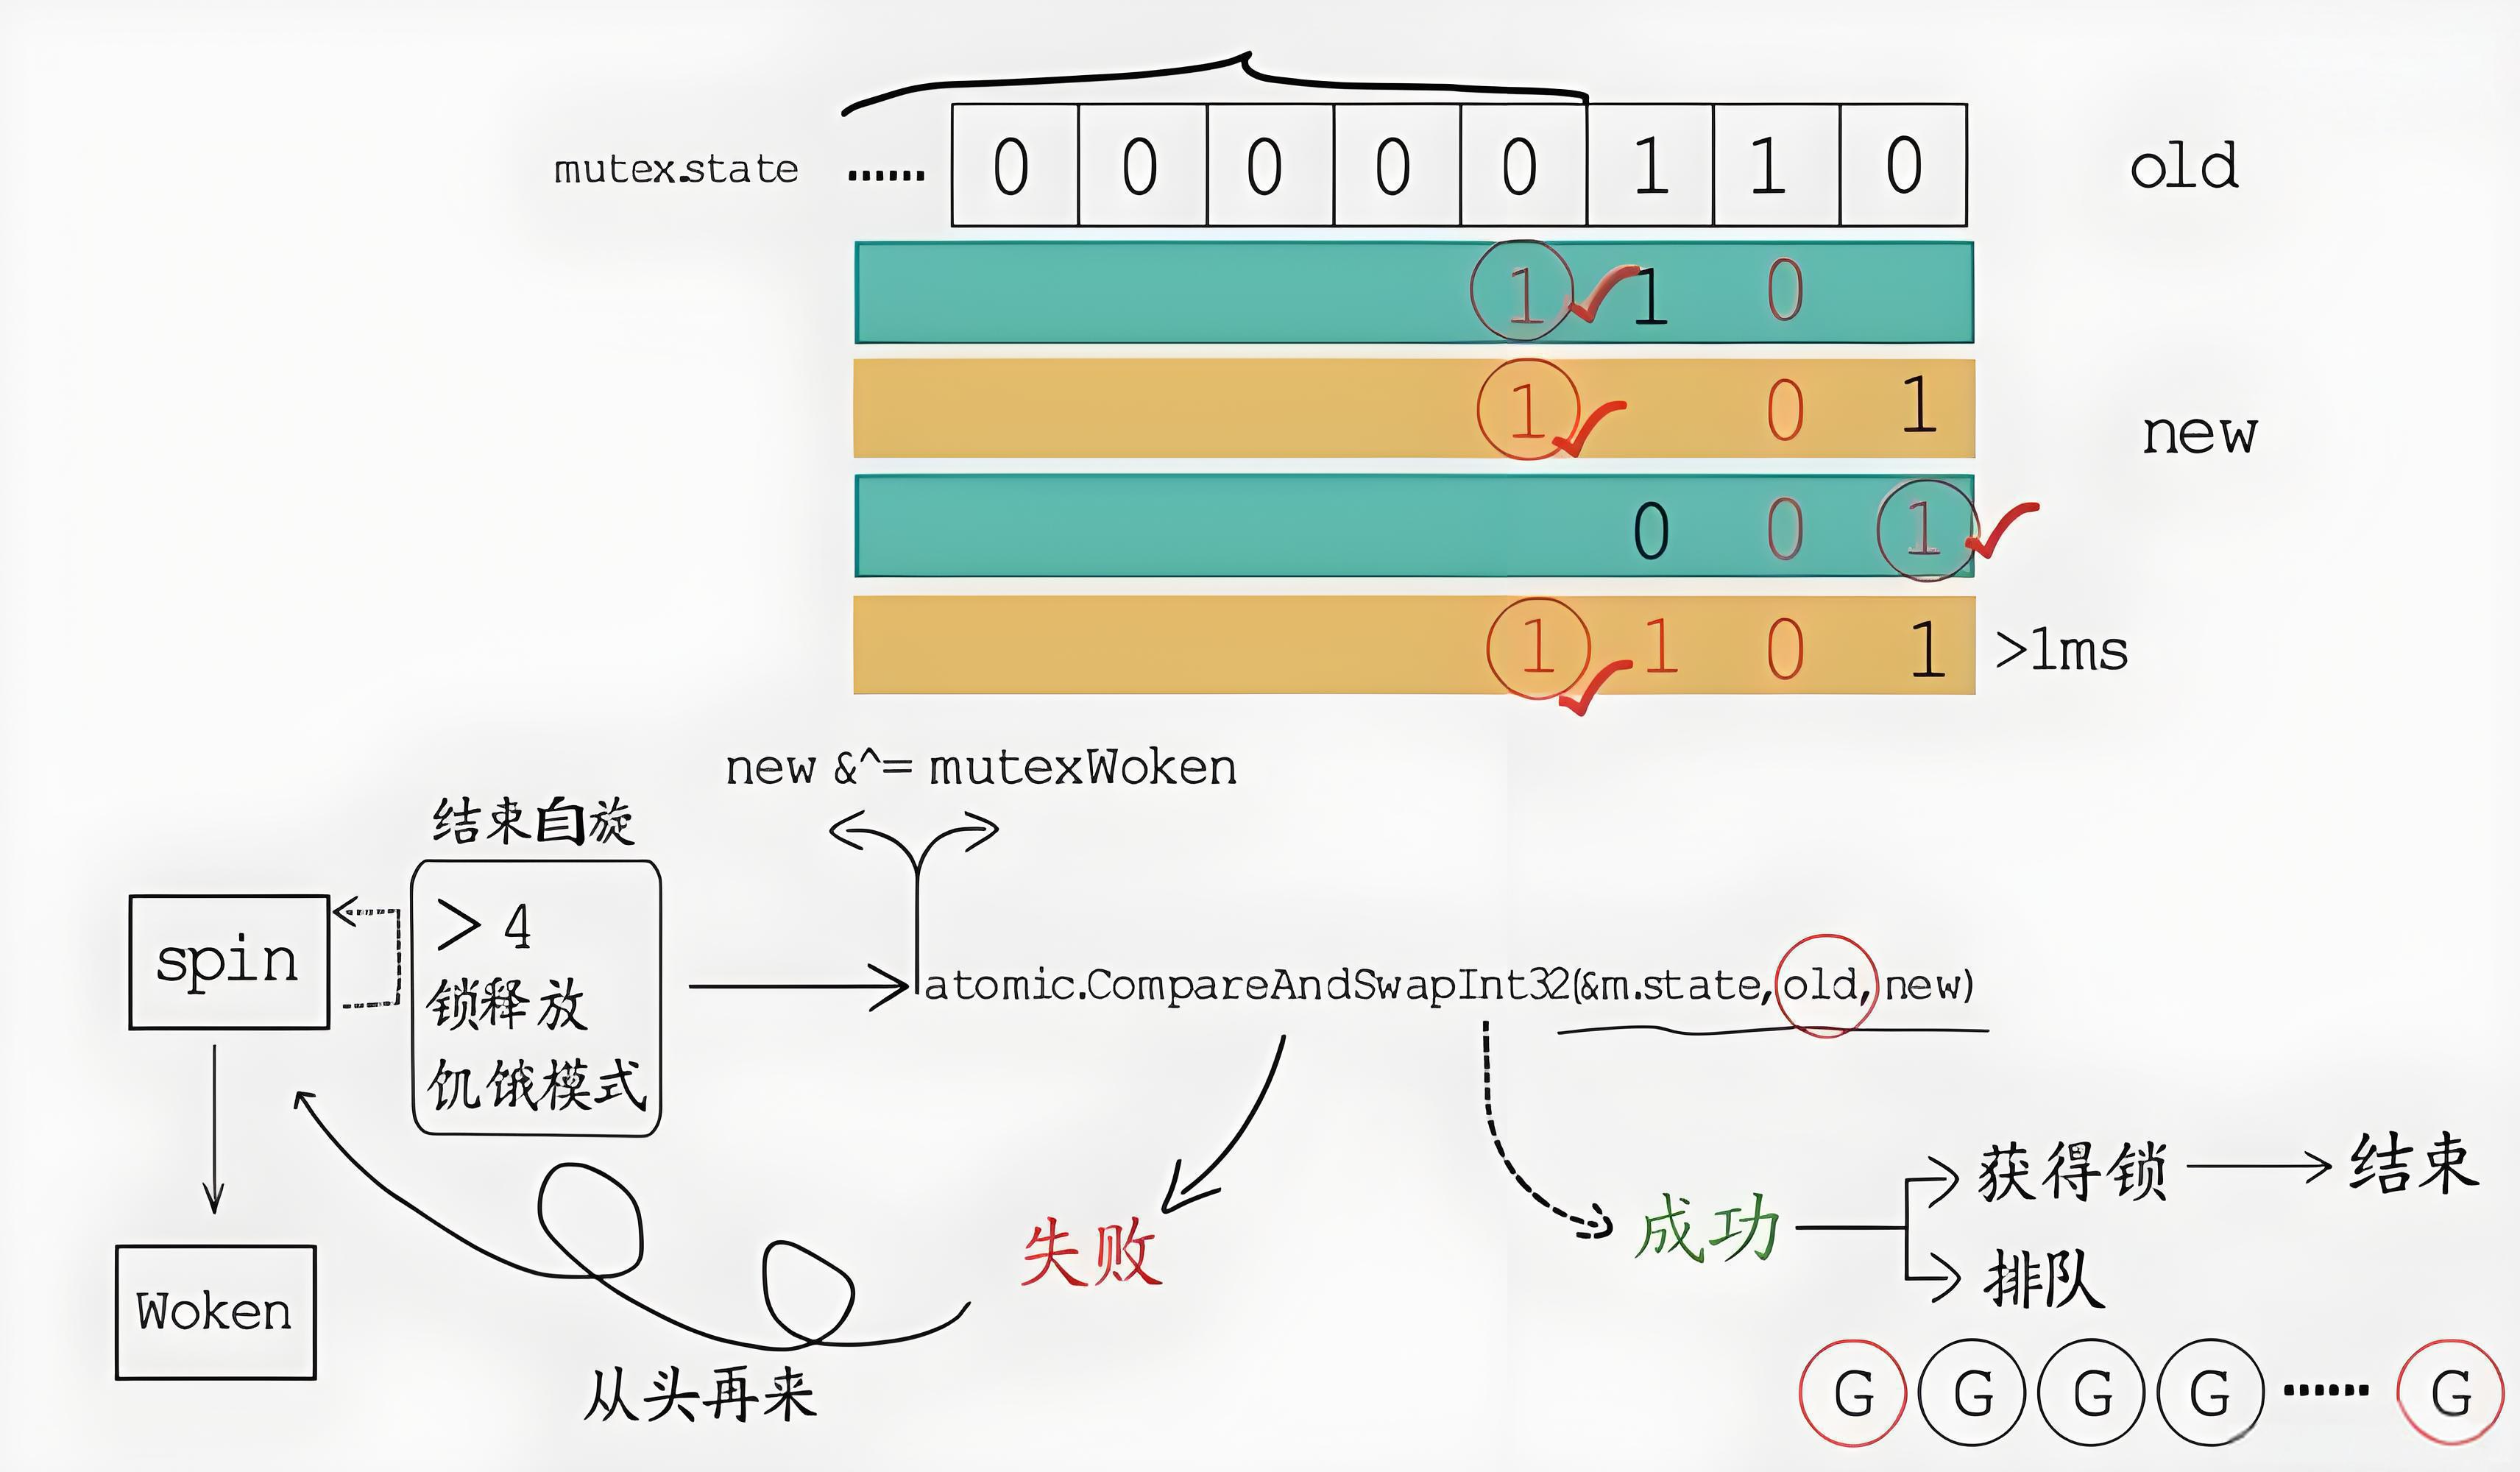 mutex.state ...... 0 0 0 0 0 1 1 0 old
1 1 0
1 0 1
new
0 0 1
1 1 0 1 >1ms
new &^= mutexWoken
结束自旋
> 4
spin
锁释放
atomic.CompareAndSwapInt32(&m.state, old, new)
饥饿模式
获得锁
结束
失败
成功
排队
Woken
从头再来
G G G G ...... G